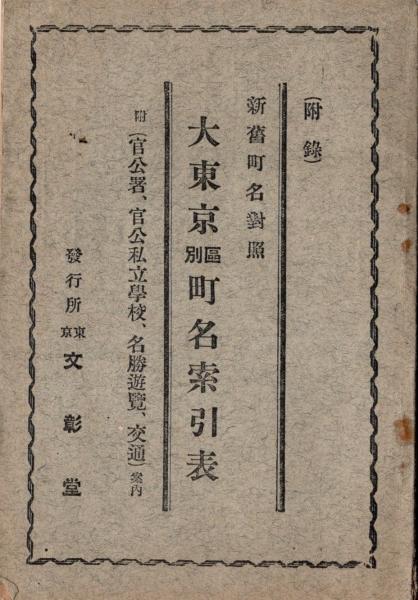 (附錄)
新舊町名對照
大東京區別町名索引表
附(官公署、官公私立學校、名勝遊覽、交通)案内
發行所東京文彰堂